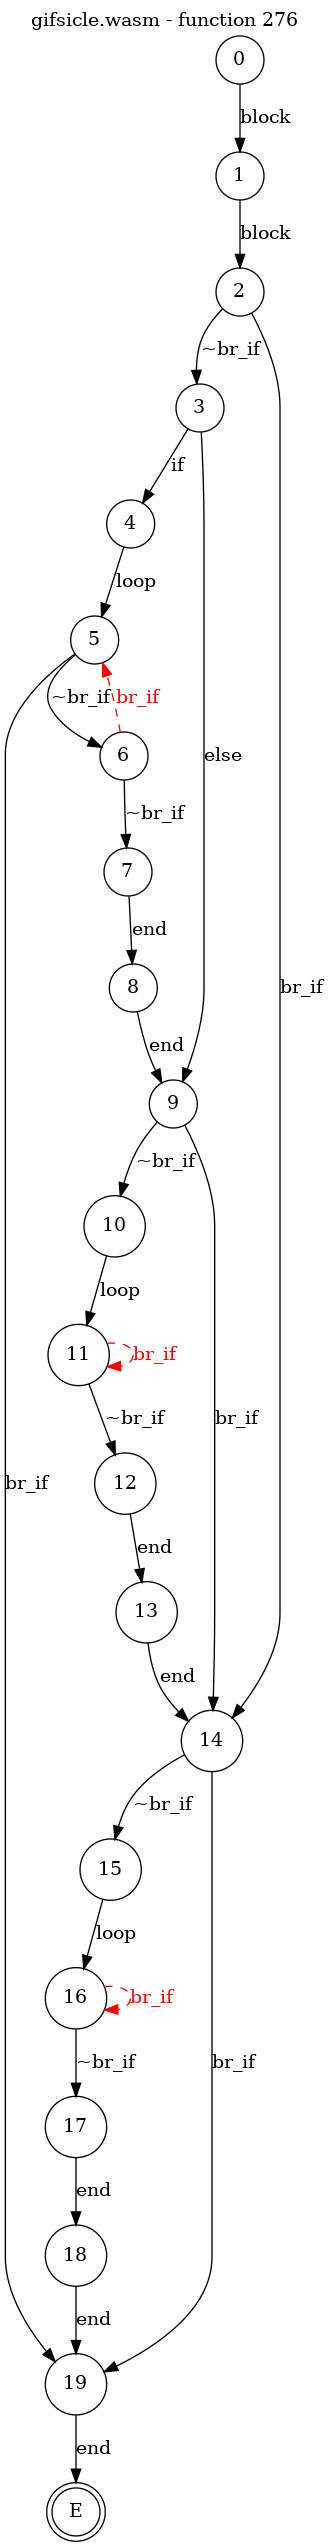 gifsicle.wasm - function 276
0
block
1
block
2
~br_if
3
if
4
loop
5
~br_if
br_if
6
else
~br_if
7
end
br_if
8
end
9
~br_if
10
loop
br_if
11
br_if
~br_if
br_if
12
end
13
end
14
~br_if
15
loop
16
br_if
~br_if
br_if
17
end
18
end
19
end
E